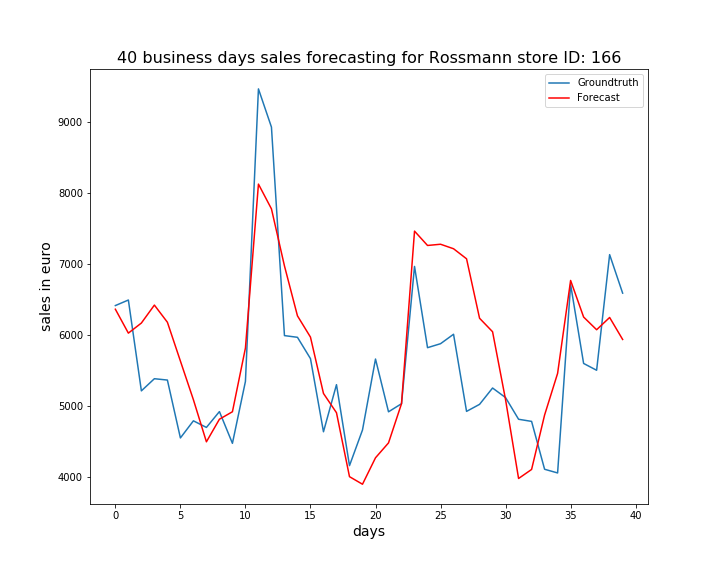 40 business days sales forecasting for Rossmann store ID: 166
Groundtruth
Forecast
sales in euro
9000
8000
7000
6000
5000
4000
0 5 10 15 20 25 30 35 40
days